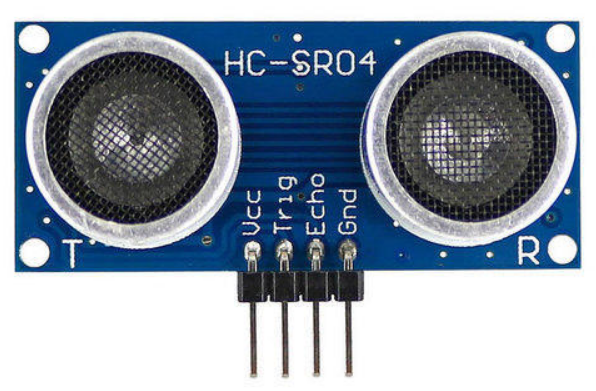 HC-SR04
Vcc
Trig
Echo
Gnd
T
R